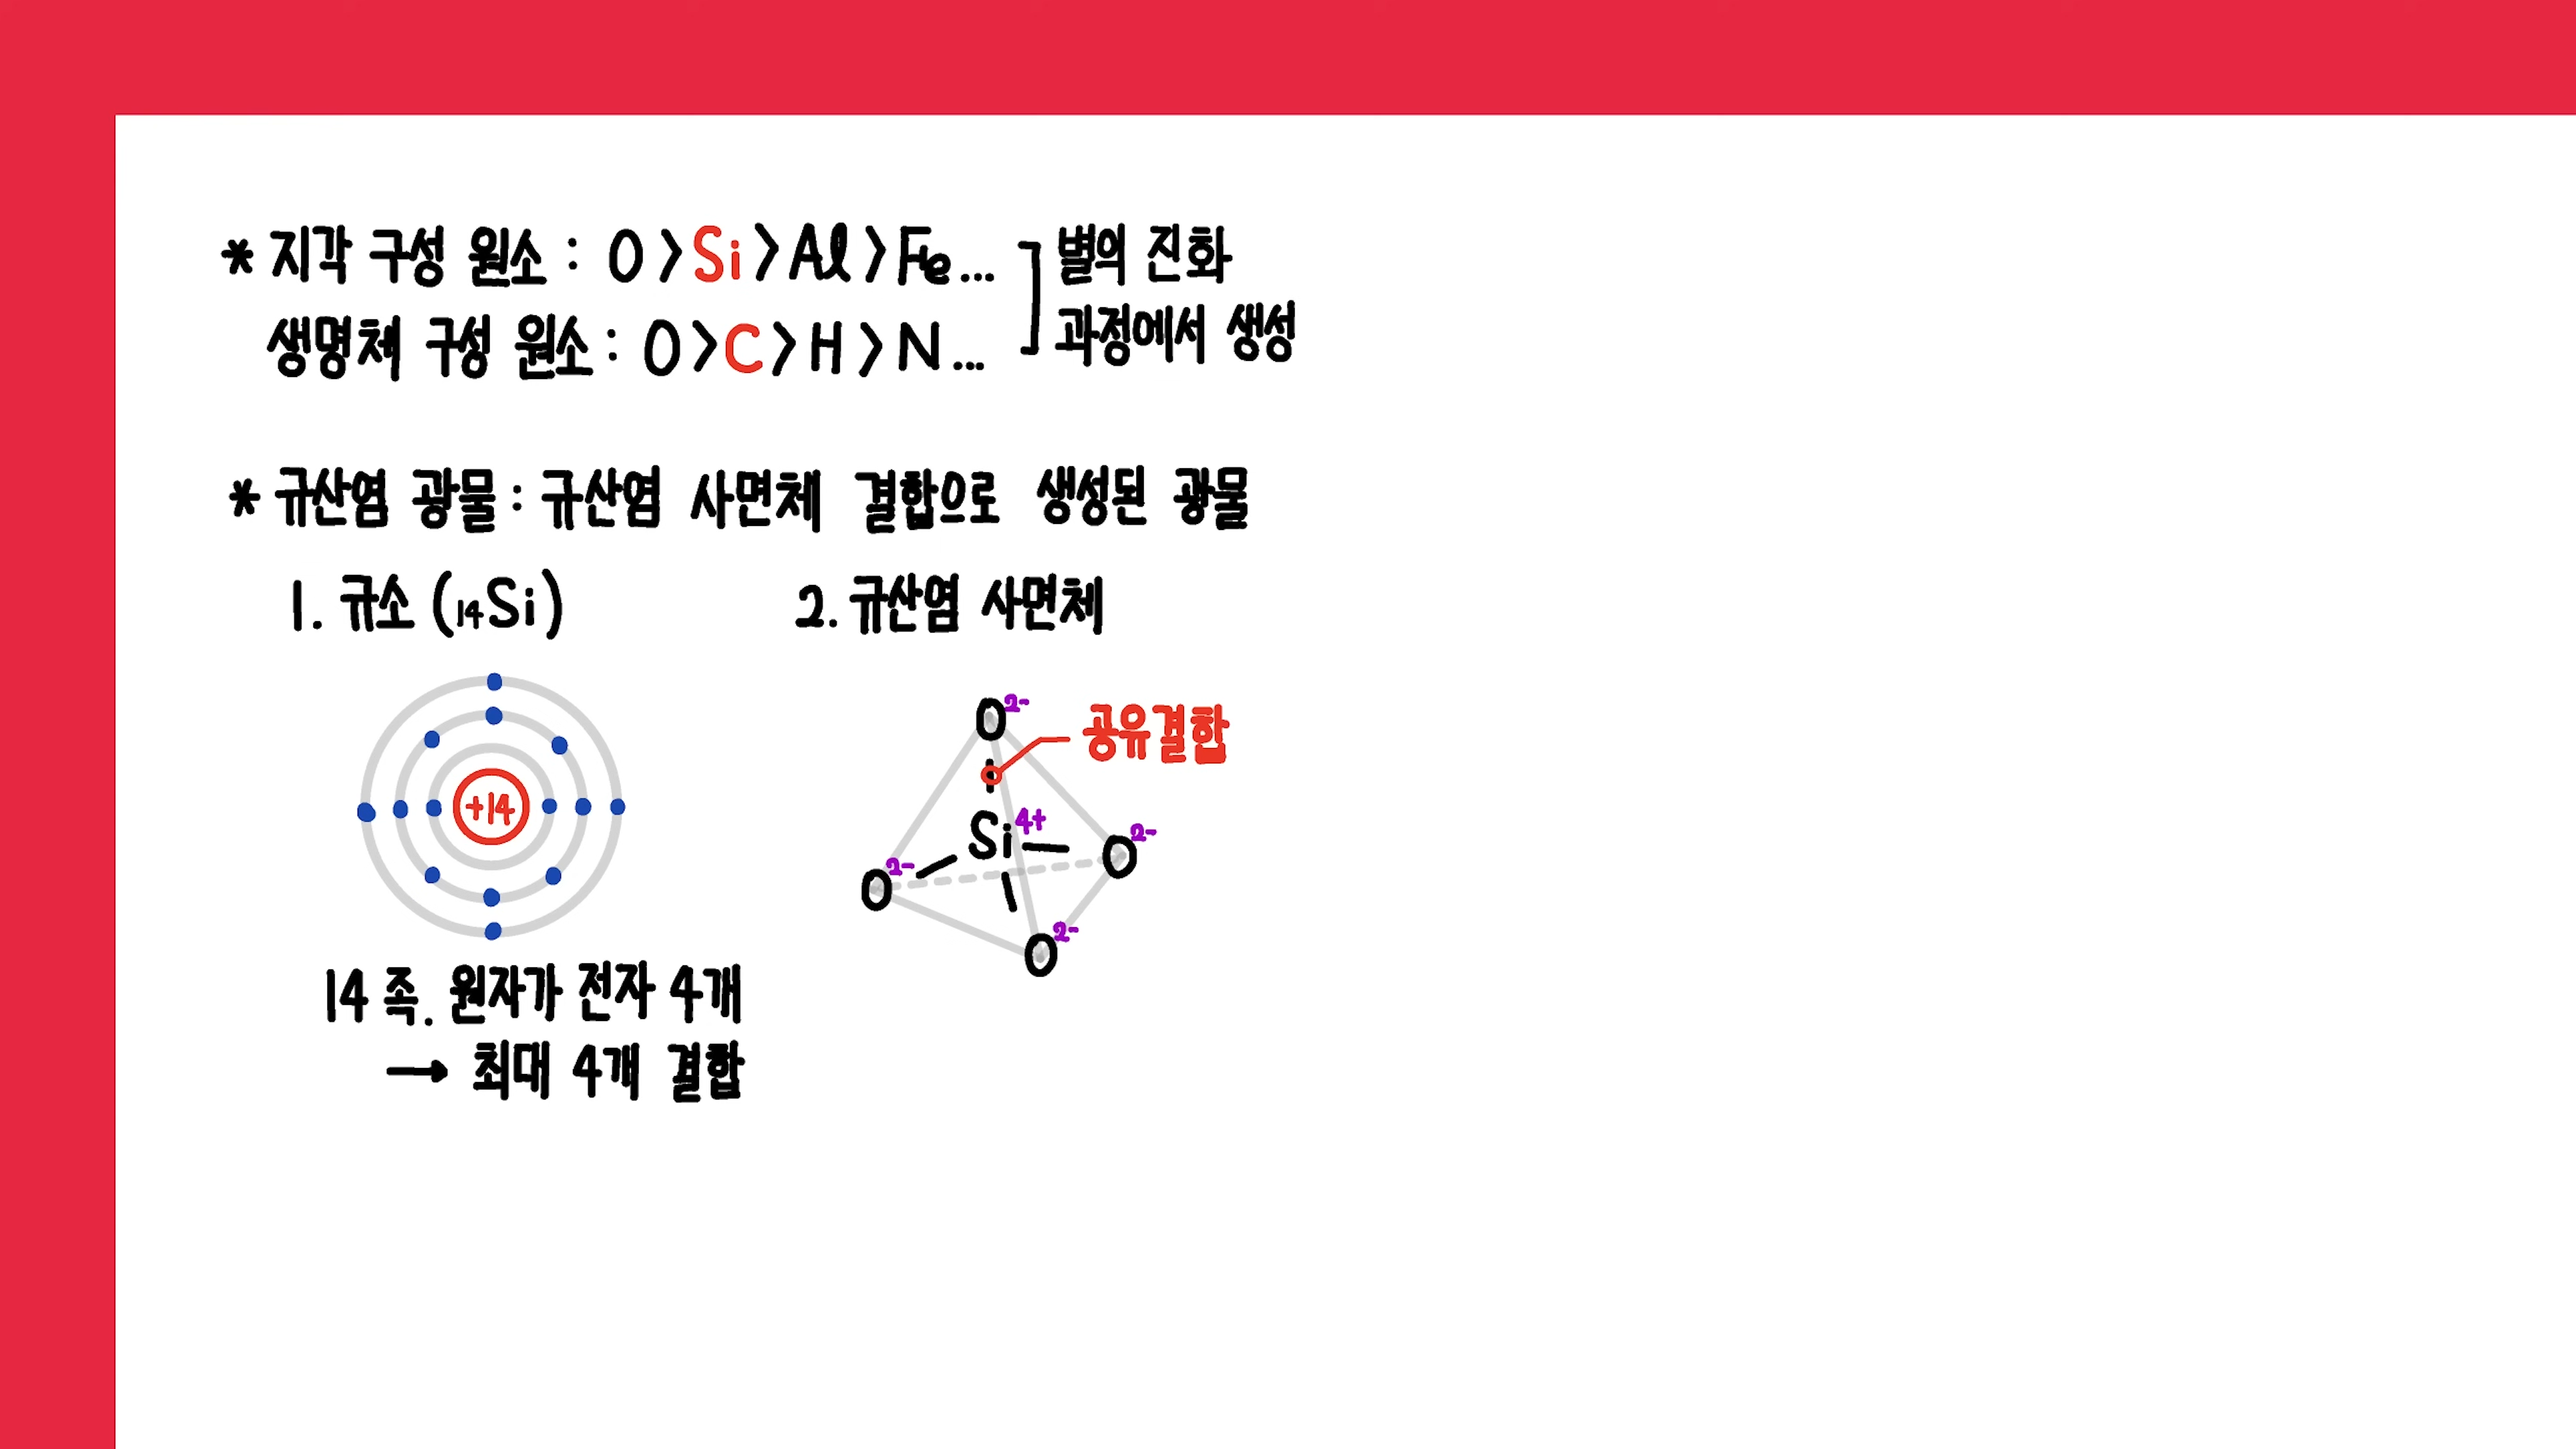 * 지각 구성 원소 : O > Si > Al > Fe ... ] 별의 진화
생명체 구성 원소 : O > C > H > N ... 과정에서 생성
* 규산염 광물 : 규산염 사면체 결합으로 생성된 광물
1. 규소 (₁₄Si)
2. 규산염 사면체
+14
14 족. 원자가 전자 4개
→ 최대 4개 결합
O²⁻
공유결합
Si⁴⁺
O²⁻
O²⁻
O²⁻